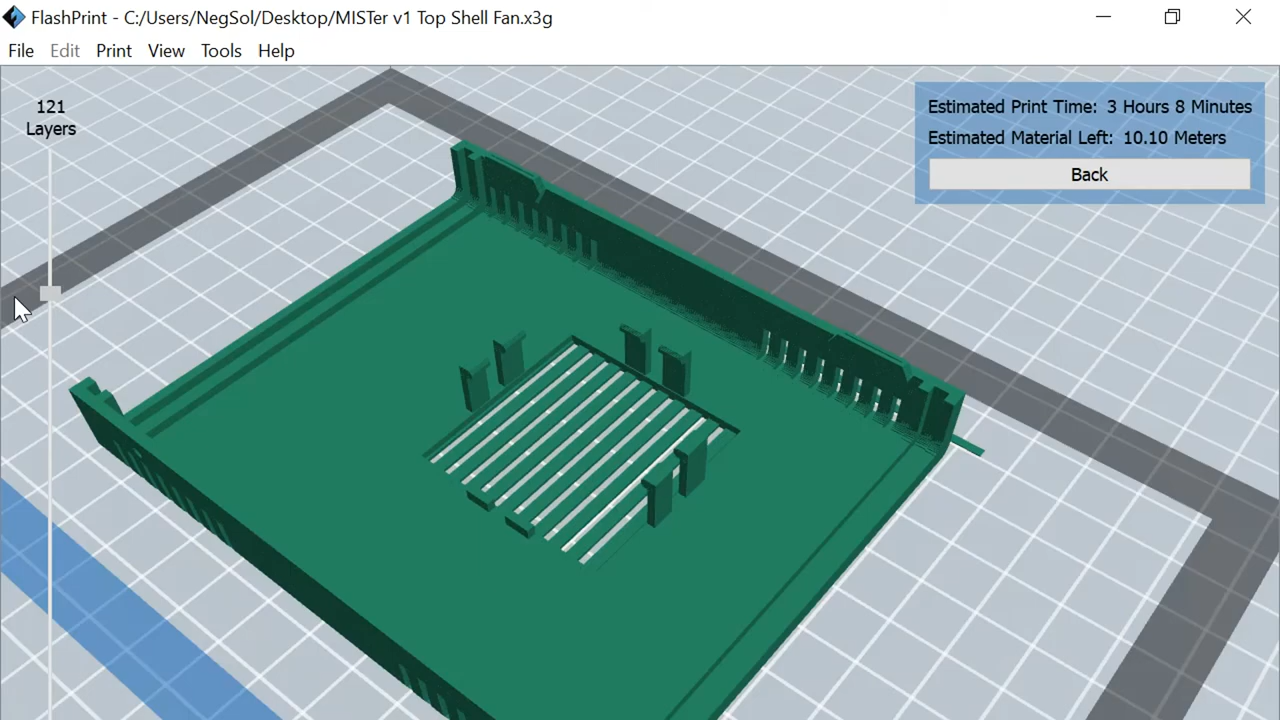 FlashPrint - C:/Users/NegSol/Desktop/MISTer v1 Top Shell Fan.x3g
File Edit Print View Tools Help
121
Layers
Estimated Print Time: 3 Hours 8 Minutes
Estimated Material Left: 10.10 Meters
Back